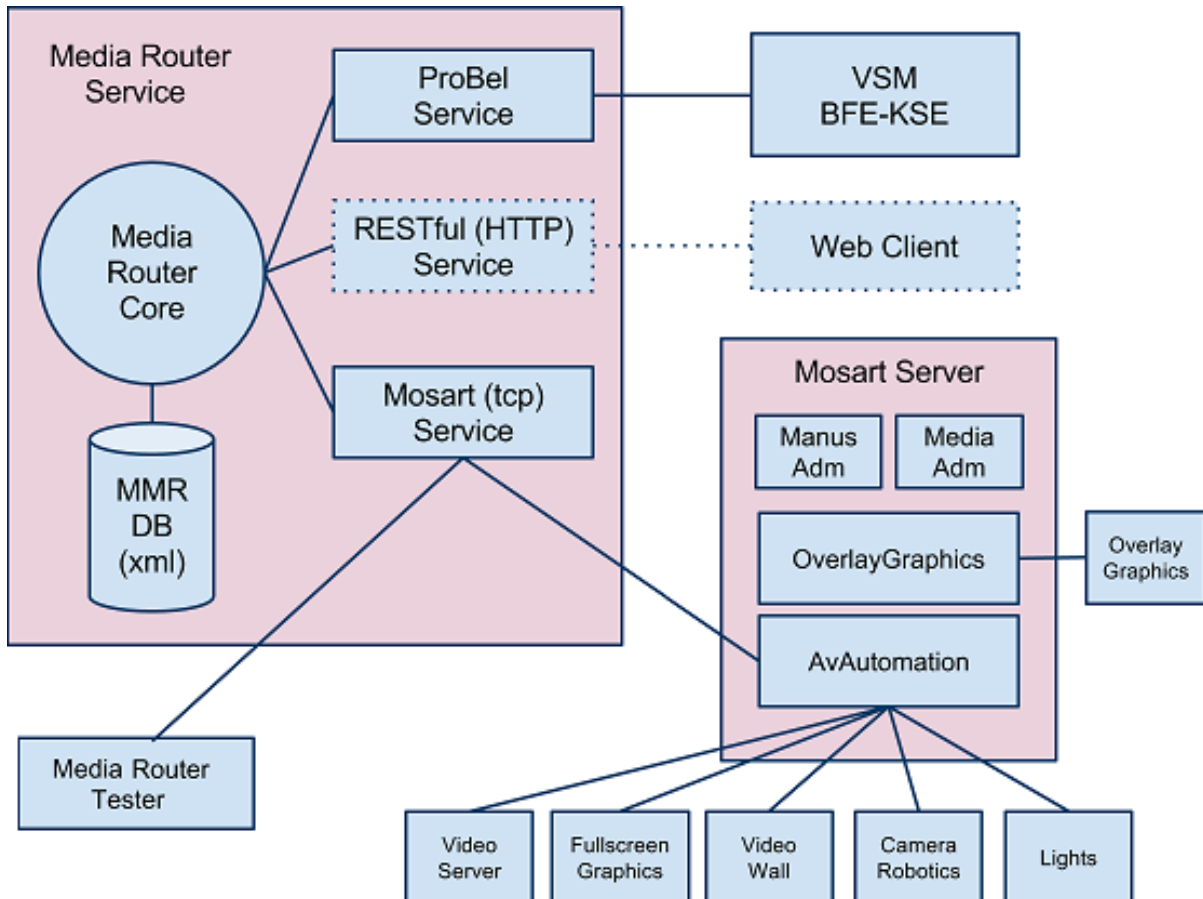 Media Router
Service
ProBel
Service
VSM
BFE-KSE
Media
Router
Core
RESTful (HTTP)
Service
Web Client
Mosart (tcp)
Service
MMR
DB
(xml)
Mosart Server
Manus
Adm
Media
Adm
OverlayGraphics
Overlay
Graphics
AvAutomation
Media Router
Tester
Video
Server
Fullscreen
Graphics
Video
Wall
Camera
Robotics
Lights